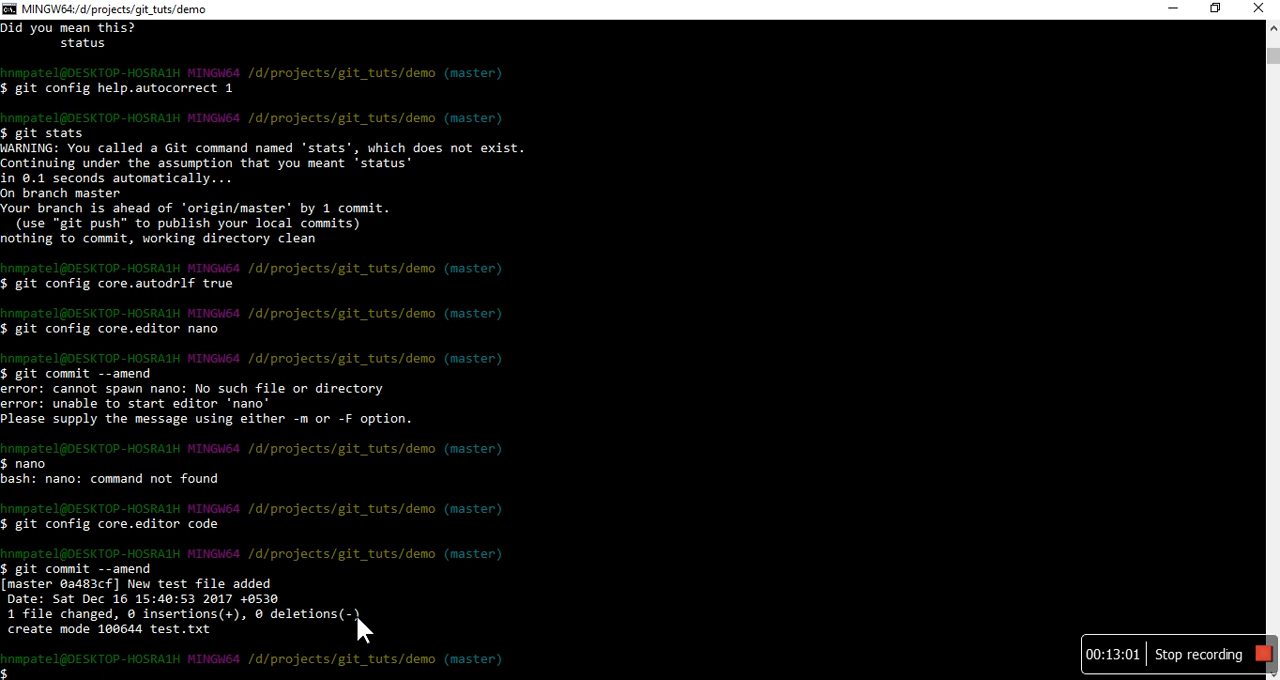 MINGW64:/d/projects/git_tuts/demo
Did you mean this?
status
hnmpatel@DESKTOP-HOSRA1H MINGW64 /d/projects/git_tuts/demo (master)
$ git config help.autocorrect 1
hnmpatel@DESKTOP-HOSRA1H MINGW64 /d/projects/git_tuts/demo (master)
$ git stats
WARNING: You called a Git command named 'stats', which does not exist.
Continuing under the assumption that you meant 'status'
in 0.1 seconds automatically...
On branch master
Your branch is ahead of 'origin/master' by 1 commit.
(use "git push" to publish your local commits)
nothing to commit, working directory clean
hnmpatel@DESKTOP-HOSRA1H MINGW64 /d/projects/git_tuts/demo (master)
$ git config core.autodrlf true
hnmpatel@DESKTOP-HOSRA1H MINGW64 /d/projects/git_tuts/demo (master)
$ git config core.editor nano
hnmpatel@DESKTOP-HOSRA1H MINGW64 /d/projects/git_tuts/demo (master)
$ git commit --amend
error: cannot spawn nano: No such file or directory
error: unable to start editor 'nano'
Please supply the message using either -m or -F option.
hnmpatel@DESKTOP-HOSRA1H MINGW64 /d/projects/git_tuts/demo (master)
$ nano
bash: nano: command not found
hnmpatel@DESKTOP-HOSRA1H MINGW64 /d/projects/git_tuts/demo (master)
$ git config core.editor code
hnmpatel@DESKTOP-HOSRA1H MINGW64 /d/projects/git_tuts/demo (master)
$ git commit --amend
[master 0a483cf] New test file added
Date: Sat Dec 16 15:40:53 2017 +0530
1 file changed, 0 insertions(+), 0 deletions(-)
create mode 100644 test.txt
hnmpatel@DESKTOP-HOSRA1H MINGW64 /d/projects/git_tuts/demo (master)
$
00:13:01 Stop recording